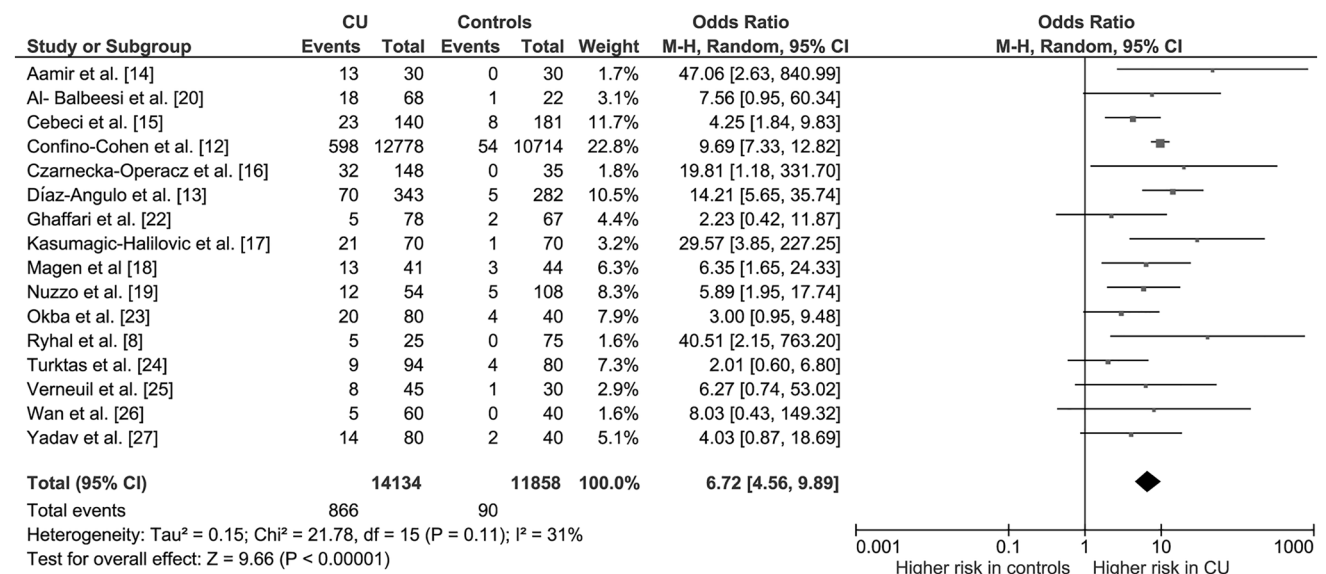 CU Controls Odds Ratio Odds Ratio
Study or Subgroup Events Total Events Total Weight M-H, Random, 95% CI M-H, Random, 95% CI
Aamir et al. [14] 13 30 0 30 1.7% 47.06 [2.63, 840.99]
Al- Balbeesi et al. [20] 18 68 1 22 3.1% 7.56 [0.95, 60.34]
Cebeci et al. [15] 23 140 8 181 11.7% 4.25 [1.84, 9.83]
Confino-Cohen et al. [12] 598 12778 54 10714 22.8% 9.69 [7.33, 12.82]
Czarnecka-Operacz et al. [16] 32 148 0 35 1.8% 19.81 [1.18, 331.70]
Díaz-Angulo et al. [13] 70 343 5 282 10.5% 14.21 [5.65, 35.74]
Ghaffari et al. [22] 5 78 2 67 4.4% 2.23 [0.42, 11.87]
Kasumagic-Halilovic et al. [17] 21 70 1 70 3.2% 29.57 [3.85, 227.25]
Magen et al [18] 13 41 3 44 6.3% 6.35 [1.65, 24.33]
Nuzzo et al. [19] 12 54 5 108 8.3% 5.89 [1.95, 17.74]
Okba et al. [23] 20 80 4 40 7.9% 3.00 [0.95, 9.48]
Ryhal et al. [8] 5 25 0 75 1.6% 40.51 [2.15, 763.20]
Turktas et al. [24] 9 94 4 80 7.3% 2.01 [0.60, 6.80]
Verneuil et al. [25] 8 45 1 30 2.9% 6.27 [0.74, 53.02]
Wan et al. [26] 5 60 0 40 1.6% 8.03 [0.43, 149.32]
Yadav et al. [27] 14 80 2 40 5.1% 4.03 [0.87, 18.69]
Total (95% CI) 14134 11858 100.0% 6.72 [4.56, 9.89]
Total events 866 90
Heterogeneity: Tau² = 0.15; Chi² = 21.78, df = 15 (P = 0.11); I² = 31%
Test for overall effect: Z = 9.66 (P < 0.00001)
0.001 0.1 1 10 1000
Higher risk in controls Higher risk in CU